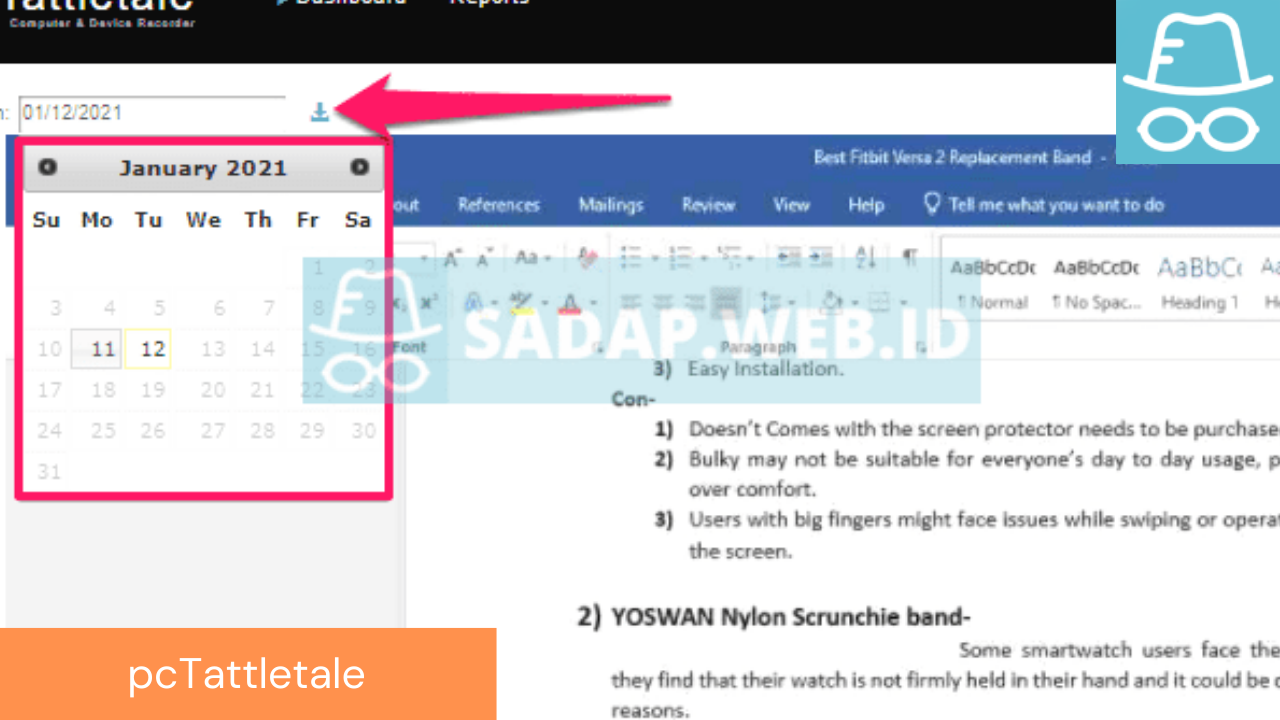 Computer & Device Recorder
Dashboard Reports
01/12/2021
January 2021
Su Mo Tu We Th Fr Sa
1 2
3 4 5 6 7 8 9
10 11 12 13 14 15 16
17 18 19 20 21 22 23
24 25 26 27 28 29 30
31
Best Fitbit Versa 2 Replacement Band -
References Mailings Review View Help Tell me what you want to do
Aa
AaBbCcDc AaBbCcDc AaBbC
¶ Normal ¶ No Spac... Heading 1
Font Paragraph
SADAP.WEB.ID
3) Easy Installation.
Con-
1) Doesn't Comes with the screen protector needs to be purchase
2) Bulky may not be suitable for everyone's day to day usage, p
over comfort.
3) Users with big fingers might face issues while swiping or operat
the screen.
2) YOSWAN Nylon Scrunchie band-
Some smartwatch users face the
they find that their watch is not firmly held in their hand and it could be
reasons.
pcTattletale